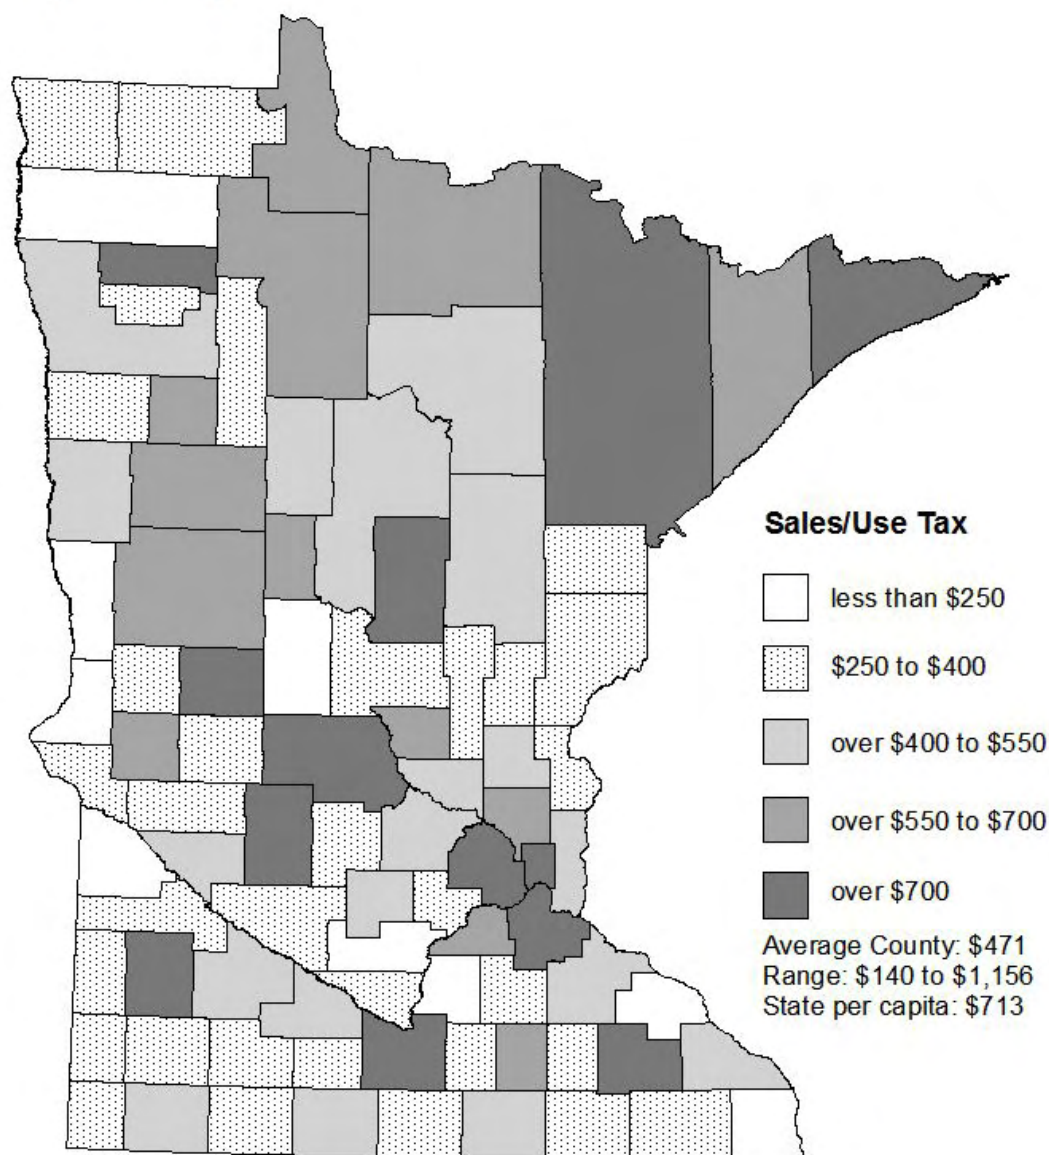 Sales/Use Tax
less than $250
$250 to $400
over $400 to $550
over $550 to $700
over $700
Average County: $471
Range: $140 to $1,156
State per capita: $713